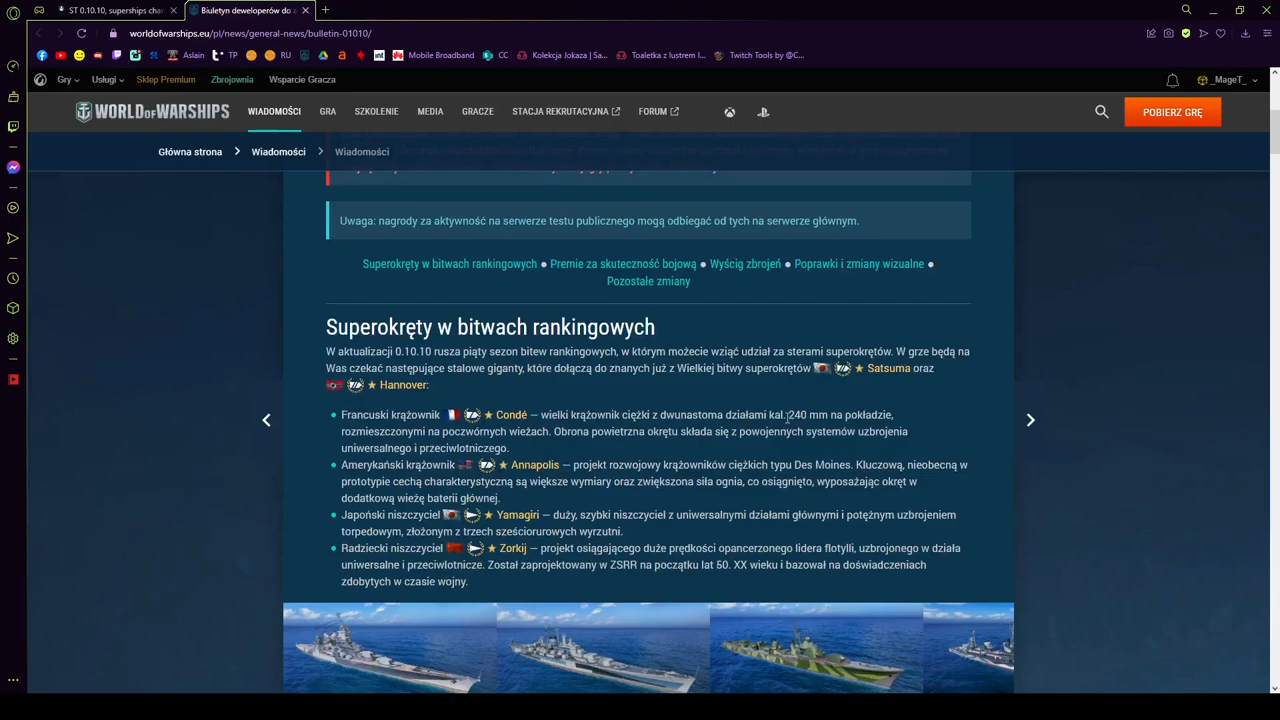 ST 0.10.10, superships cha
Biuletyn deweloperów do a
worldofwarships.eu/pl/news/general-news/bulletin-01010/
Aslain TP RU Mobile Broadband CC Kolekcja Jokaza | Sa... Toaletka z lustrem I... Twitch Tools by @C...
Gry Usługi Sklep Premium Zbrojownia Wsparcie Gracza _MageT_
WORLD OF WARSHIPS WIADOMOŚCI GRA SZKOLENIE MEDIA GRACZE STACJA REKRUTACYJNA FORUM POBIERZ GRĘ
Główna strona Wiadomości Wiadomości
Uwaga: nagrody za aktywność na serwerze testu publicznego mogą odbiegać od tych na serwerze głównym.
Superokręty w bitwach rankingowych ● Premie za skuteczność bojową ● Wyścig zbrojeń ● Poprawki i zmiany wizualne ●
Pozostałe zmiany
Superokręty w bitwach rankingowych
W aktualizacji 0.10.10 rusza piąty sezon bitew rankingowych, w którym możecie wziąć udział za sterami superokrętów. W grze będą na
Was czekać następujące stalowe giganty, które dołączą do znanych już z Wielkiej bitwy superokrętów ★ Satsuma oraz
★ Hannover:
Francuski krążownik ★ Condé — wielki krążownik ciężki z dwunastoma działami kal. 240 mm na pokładzie,
rozmieszczonymi na poczwórnych wieżach. Obrona powietrzna okrętu składa się z powojennych systemów uzbrojenia
uniwersalnego i przeciwlotniczego.
Amerykański krążownik ★ Annapolis — projekt rozwojowy krążowników ciężkich typu Des Moines. Kluczową, nieobecną w
prototypie cechą charakterystyczną są większe wymiary oraz zwiększona siła ognia, co osiągnięto, wyposażając okręt w
dodatkową wieżę baterii głównej.
Japoński niszczyciel ★ Yamagiri — duży, szybki niszczyciel z uniwersalnymi działami głównymi i potężnym uzbrojeniem
torpedowym, złożonym z trzech sześciorurowych wyrzutni.
Radziecki niszczyciel ★ Zorkij — projekt osiągającego duże prędkości opancerzonego lidera flotylli, uzbrojonego w działa
uniwersalne i przeciwlotnicze. Został zaprojektowany w ZSRR na początku lat 50. XX wieku i bazował na doświadczeniach
zdobytych w czasie wojny.